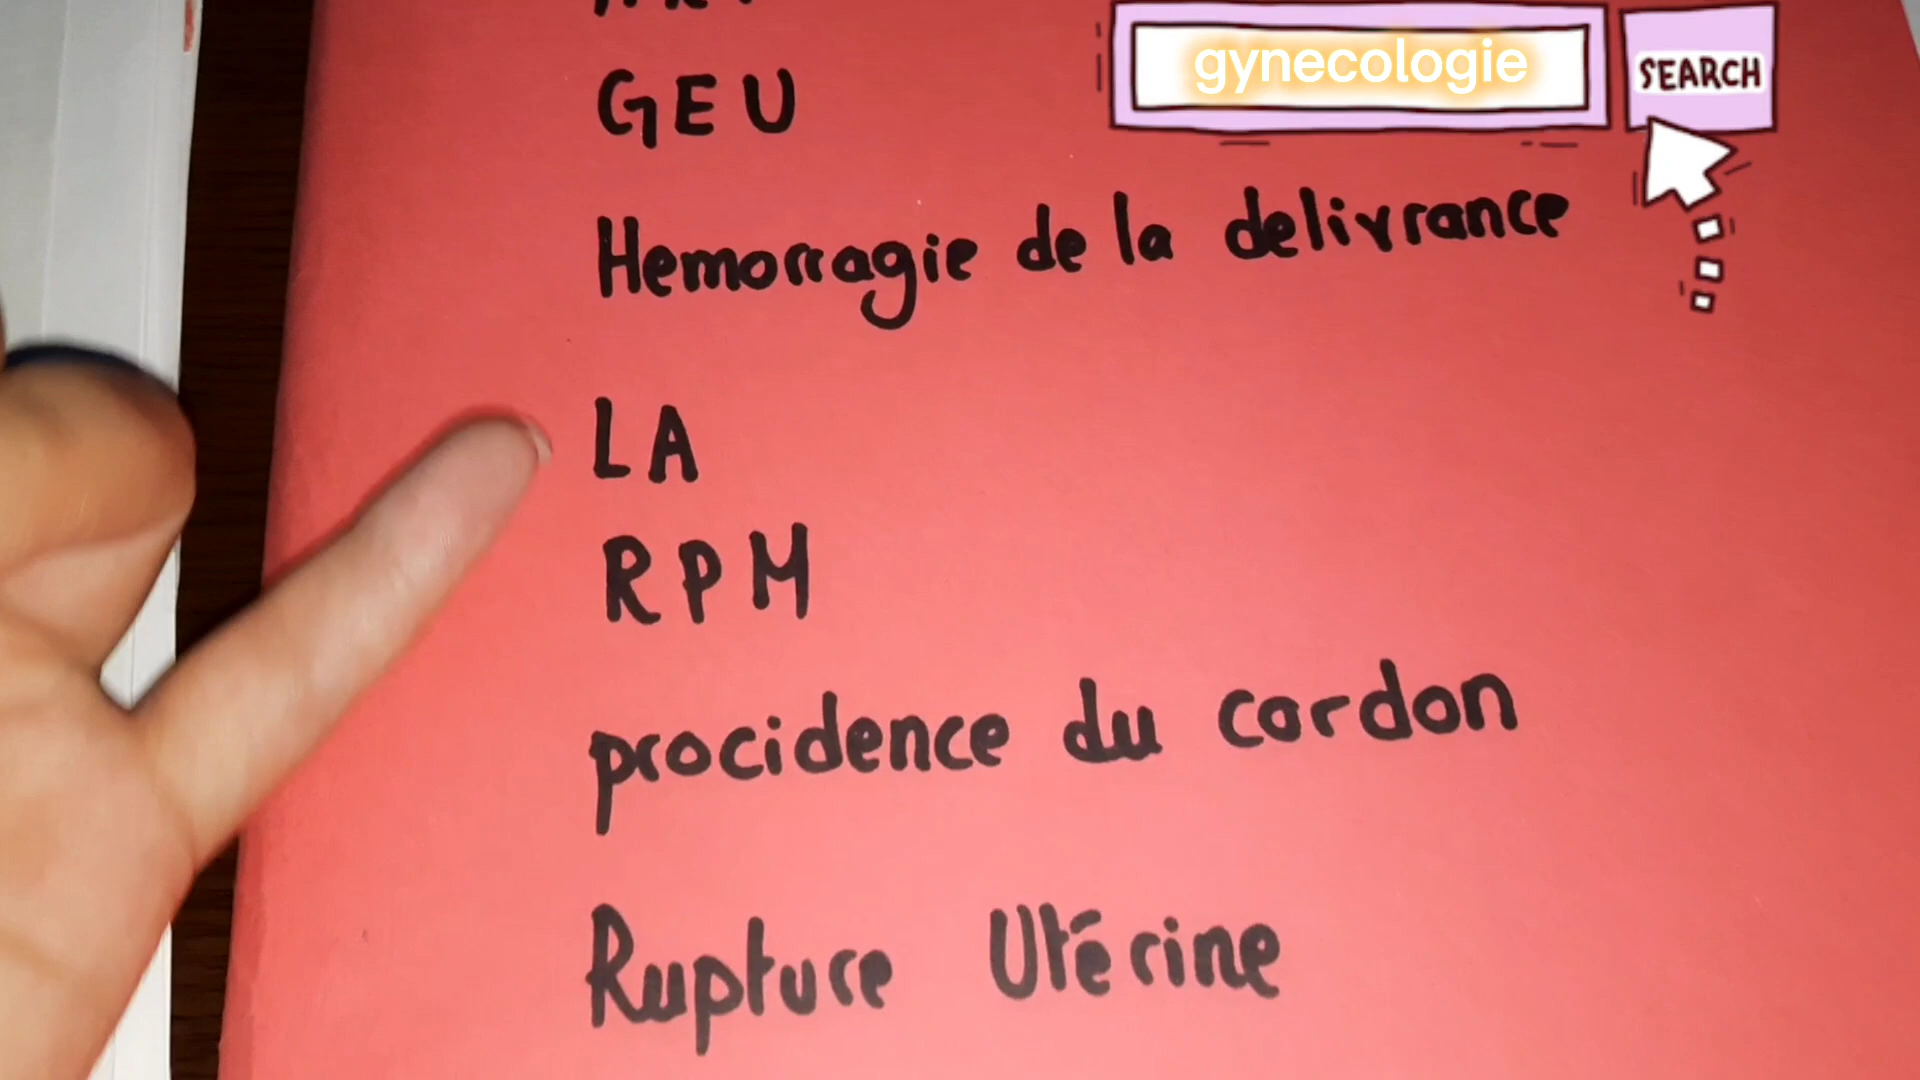 gynecologie
SEARCH
GEU
Hemorragie de la delivrance
LA
RPM
procidence du cordon
Rupture Utérine